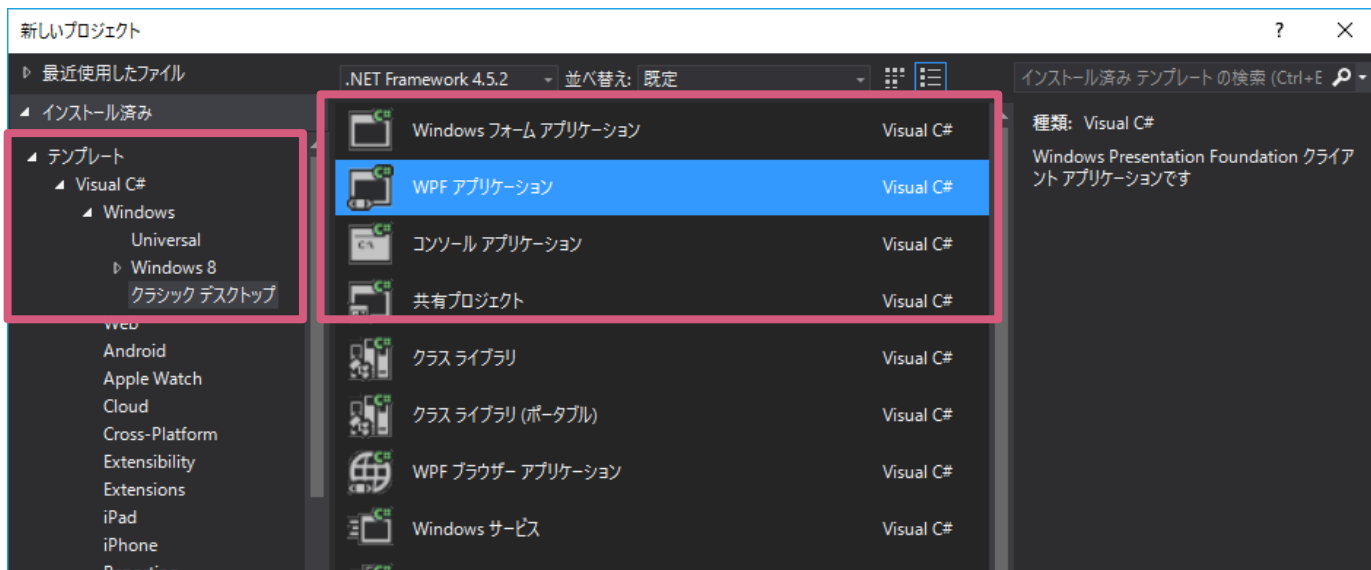 新しいプロジェクト
? ×
最近使用したファイル
インストール済み
テンプレート
Visual C#
Windows
Universal
Windows 8
クラシック デスクトップ
Web
Android
Apple Watch
Cloud
Cross-Platform
Extensibility
Extensions
iPad
iPhone
.NET Framework 4.5.2 並べ替え: 既定
Windows フォーム アプリケーション Visual C#
WPF アプリケーション Visual C#
コンソール アプリケーション Visual C#
共有プロジェクト Visual C#
クラス ライブラリ Visual C#
クラス ライブラリ (ポータブル) Visual C#
WPF ブラウザー アプリケーション Visual C#
Windows サービス Visual C#
インストール済み テンプレート の検索 (Ctrl+E
種類: Visual C#
Windows Presentation Foundation クライア
ント アプリケーションです